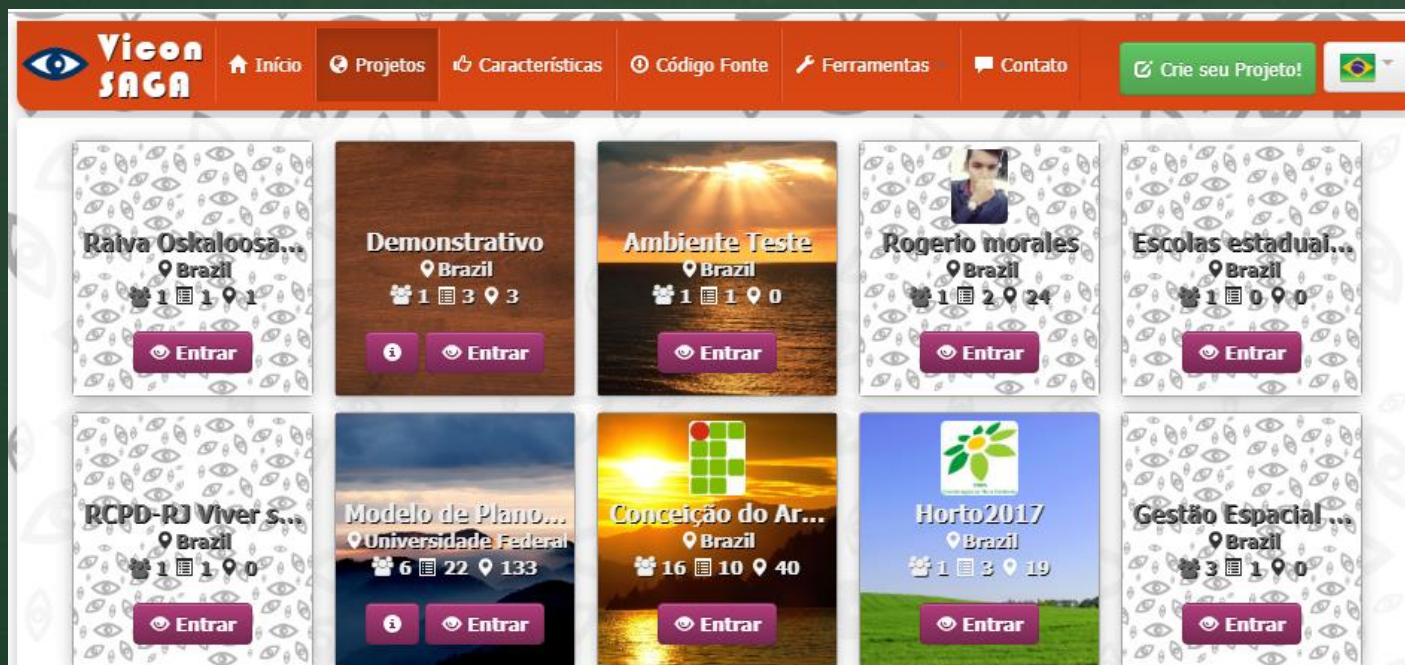 Vicon
SAGA
Início
Projetos
Características
Código Fonte
Ferramentas
Contato
Crie seu Projeto!
Raiva Oskaloosa...
Brazil
1 1 1
Entrar
Demonstrativo
Brazil
1 3 3
Entrar
Ambiente Teste
Brazil
1 1 0
Entrar
Rogerio morales
Brazil
1 2 24
Entrar
Escolas estaduai...
Brazil
1 0 0
Entrar
RCPD-RJ Viver s...
Brazil
1 1 0
Entrar
Modelo de Plano...
Universidade Federal
6 22 133
Entrar
Conceição do Ar...
Brazil
16 10 40
Entrar
Horto2017
Brazil
1 3 19
Entrar
Gestão Espacial ...
Brazil
3 1 0
Entrar